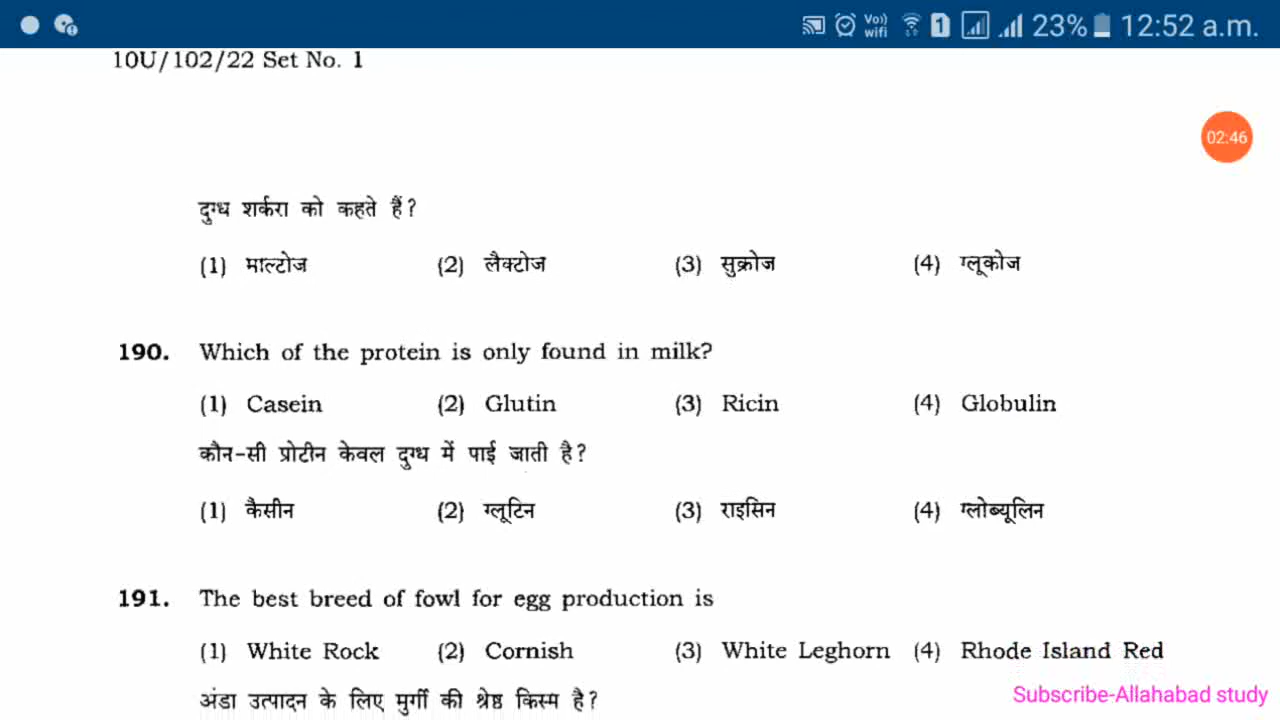 Vo))
wifi
1
23%
12:52 a.m.
10U/102/22 Set No. 1
02:46
दुग्ध शर्करा को कहते हैं?
(1) माल्टोज (2) लैक्टोज (3) सुक्रोज (4) ग्लूकोज
190. Which of the protein is only found in milk?
(1) Casein (2) Glutin (3) Ricin (4) Globulin
कौन-सी प्रोटीन केवल दुग्ध में पाई जाती है?
(1) कैसीन (2) ग्लूटिन (3) राइसिन (4) ग्लोब्यूलिन
191. The best breed of fowl for egg production is
(1) White Rock (2) Cornish (3) White Leghorn (4) Rhode Island Red
Subscribe-Allahabad study
अंडा उत्पादन के लिए मुर्गी की श्रेष्ठ किस्म है?